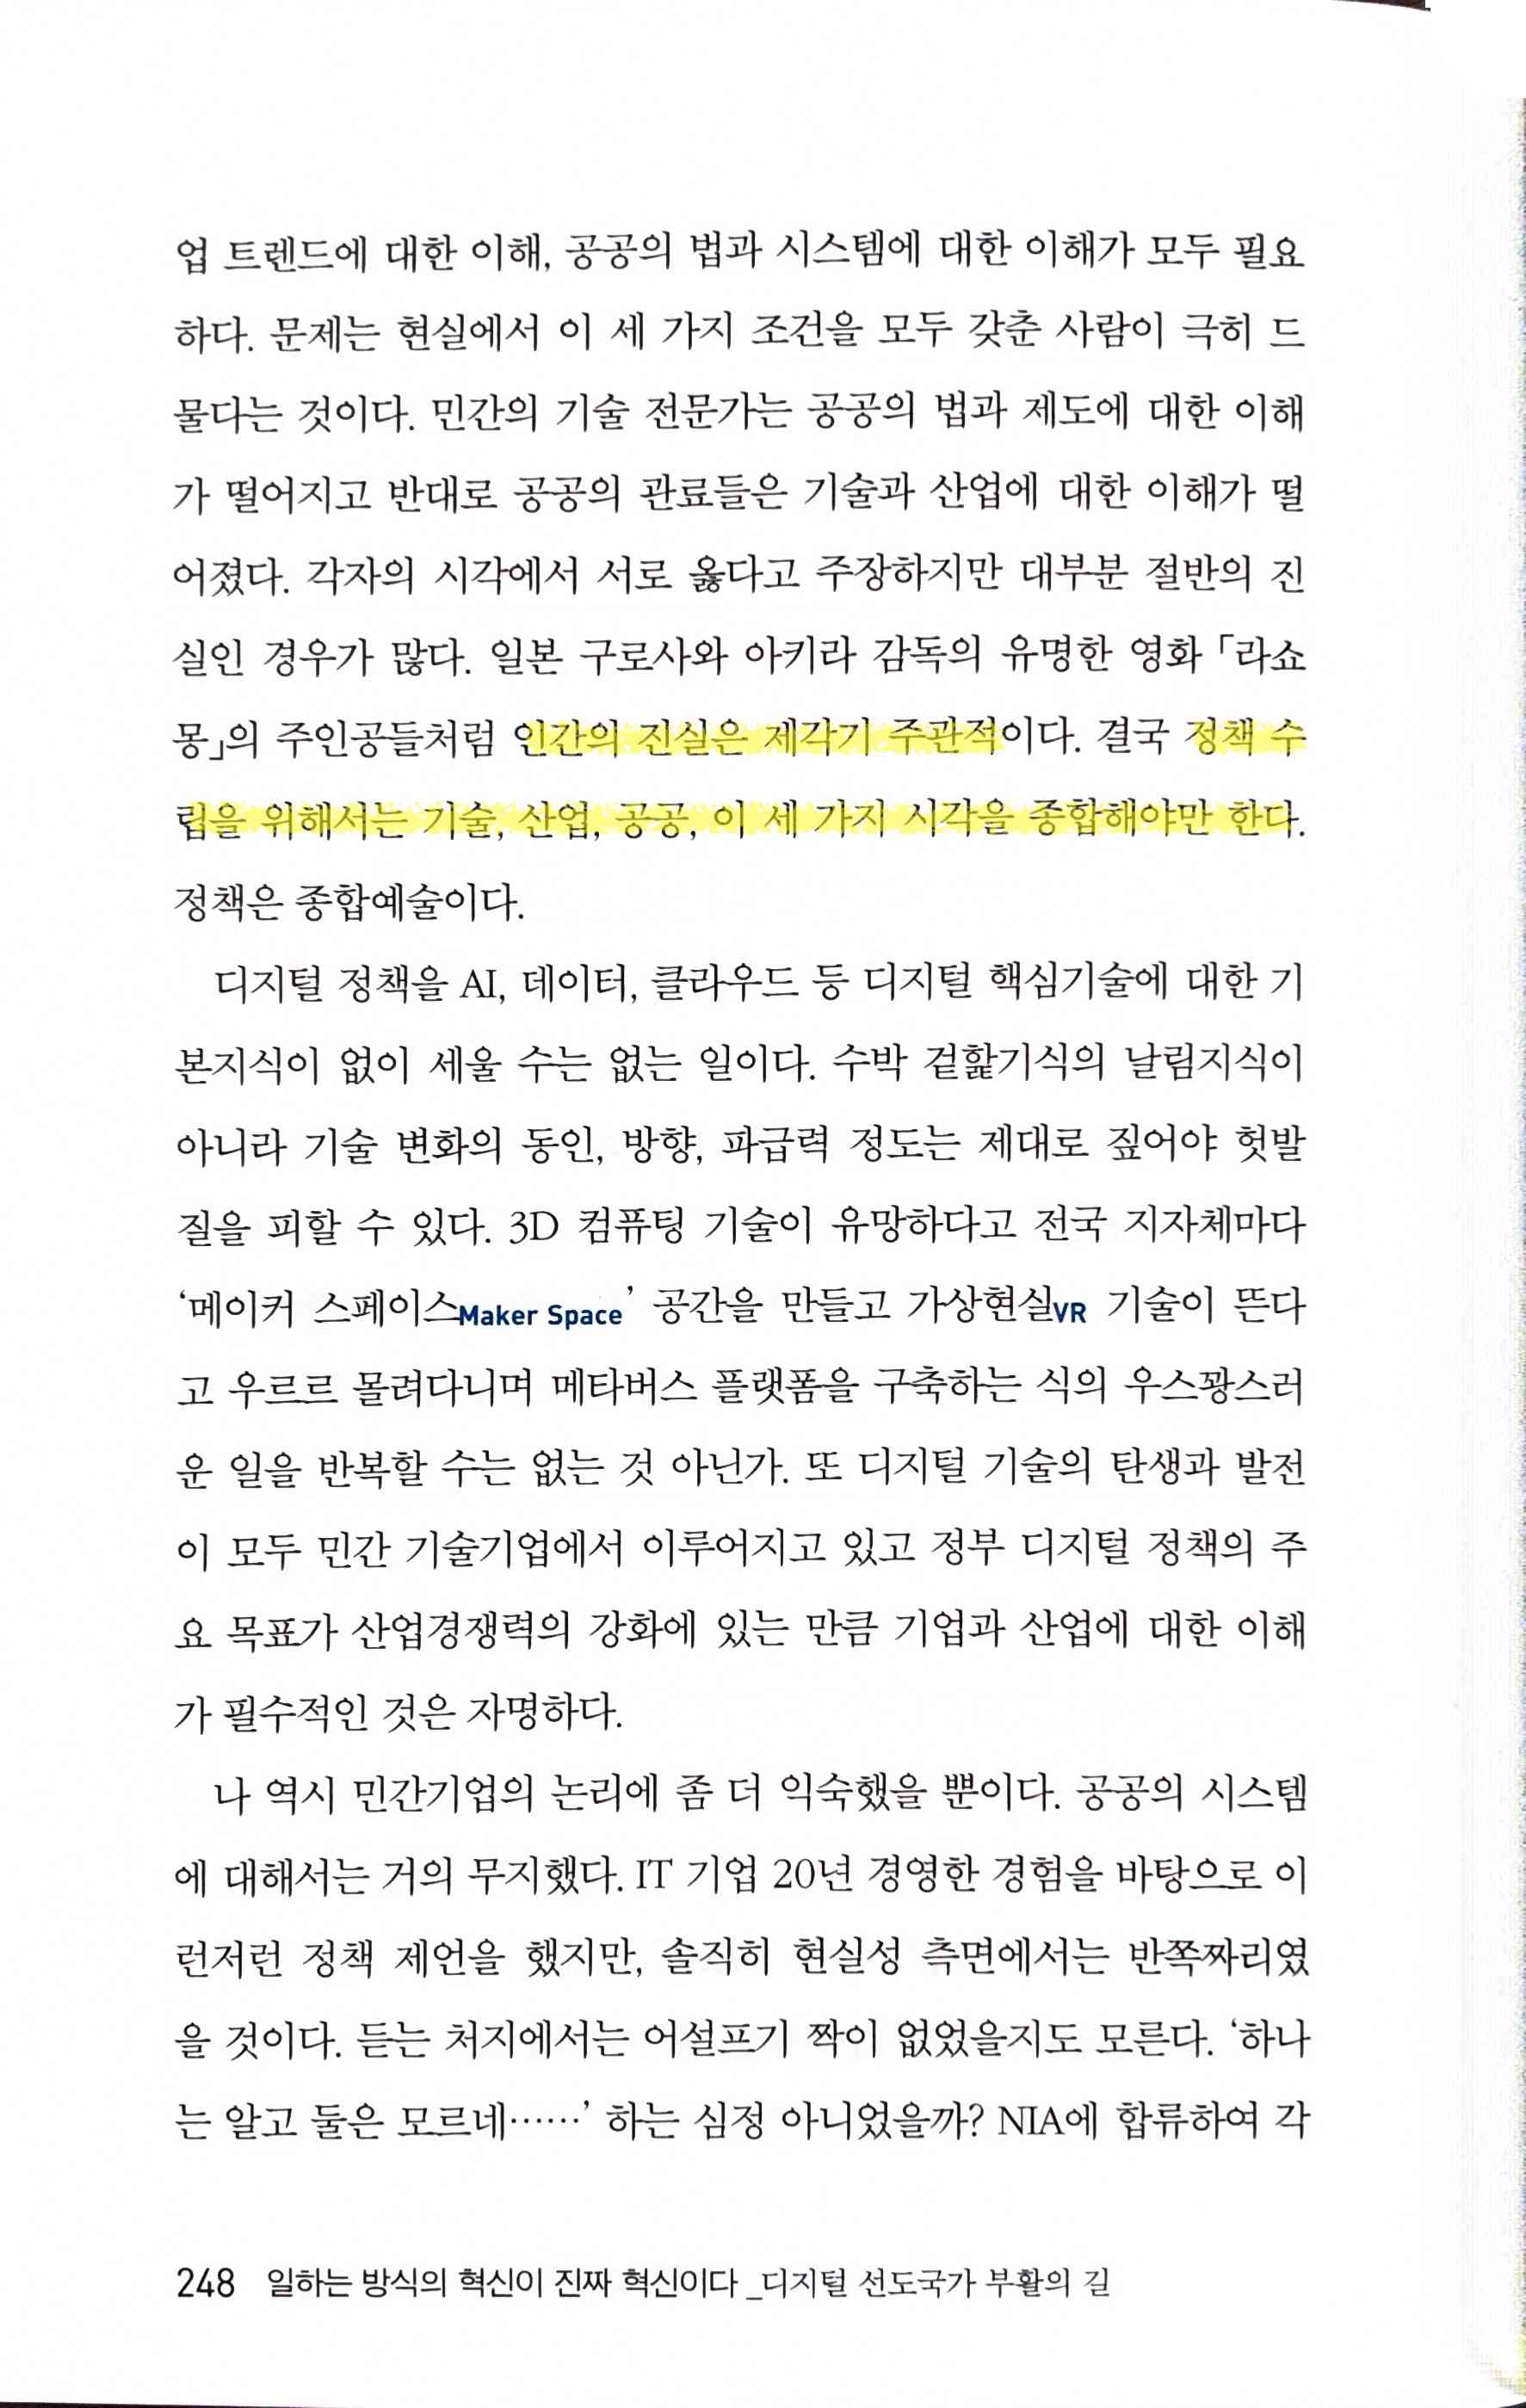 업 트렌드에 대한 이해, 공공의 법과 시스템에 대한 이해가 모두 필요
하다. 문제는 현실에서 이 세 가지 조건을 모두 갖춘 사람이 극히 드
물다는 것이다. 민간의 기술 전문가는 공공의 법과 제도에 대한 이해
가 떨어지고 반대로 공공의 관료들은 기술과 산업에 대한 이해가 떨
어졌다. 각자의 시각에서 서로 옳다고 주장하지만 대부분 절반의 진
실인 경우가 많다. 일본 구로사와 아키라 감독의 유명한 영화 「라쇼
몽」의 주인공들처럼 인간의 진실은 제각기 주관적이다. 결국 정책 수
립을 위해서는 기술, 산업, 공공, 이 세 가지 시각을 종합해야만 한다.
정책은 종합예술이다.
디지털 정책을 AI, 데이터, 클라우드 등 디지털 핵심기술에 대한 기
본지식이 없이 세울 수는 없는 일이다. 수박 겉핥기식의 날림지식이
아니라 기술 변화의 동인, 방향, 파급력 정도는 제대로 짚어야 헛발
질을 피할 수 있다. 3D 컴퓨팅 기술이 유망하다고 전국 지자체마다
‘메이커 스페이스Maker Space’ 공간을 만들고 가상현실VR 기술이 뜬다
고 우르르 몰려다니며 메타버스 플랫폼을 구축하는 식의 우스꽝스러
운 일을 반복할 수는 없는 것 아닌가. 또 디지털 기술의 탄생과 발전
이 모두 민간 기술기업에서 이루어지고 있고 정부 디지털 정책의 주
요 목표가 산업경쟁력의 강화에 있는 만큼 기업과 산업에 대한 이해
가 필수적인 것은 자명하다.
나 역시 민간기업의 논리에 좀 더 익숙했을 뿐이다. 공공의 시스템
에 대해서는 거의 무지했다. IT 기업 20년 경영한 경험을 바탕으로 이
런저런 정책 제언을 했지만, 솔직히 현실성 측면에서는 반쪽짜리였
을 것이다. 듣는 처지에서는 어설프기 짝이 없었을지도 모른다. ‘하나
는 알고 둘은 모르네……’ 하는 심정 아니었을까? NIA에 합류하여 각
248 일하는 방식의 혁신이 진짜 혁신이다 _디지털 선도국가 부활의 길